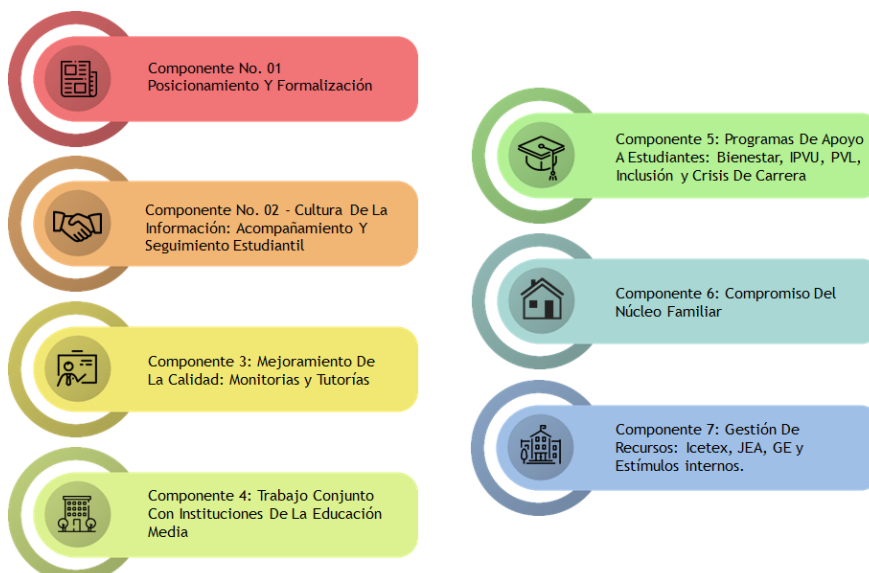 Componente No. 01
Posicionamiento Y Formalización
Componente No. 02 - Cultura De La
Información: Acompañamiento Y
Seguimiento Estudiantil
Componente 3: Mejoramiento De
La Calidad: Monitorias y Tutorías
Componente 4: Trabajo Conjunto
Con Instituciones De La Educación
Media
Componente 5: Programas De Apoyo
A Estudiantes: Bienestar, IPVU, PVL,
Inclusión y Crisis De Carrera
Componente 6: Compromiso Del
Núcleo Familiar
Componente 7: Gestión De
Recursos: Icetex, JEA, GE y
Estímulos internos.